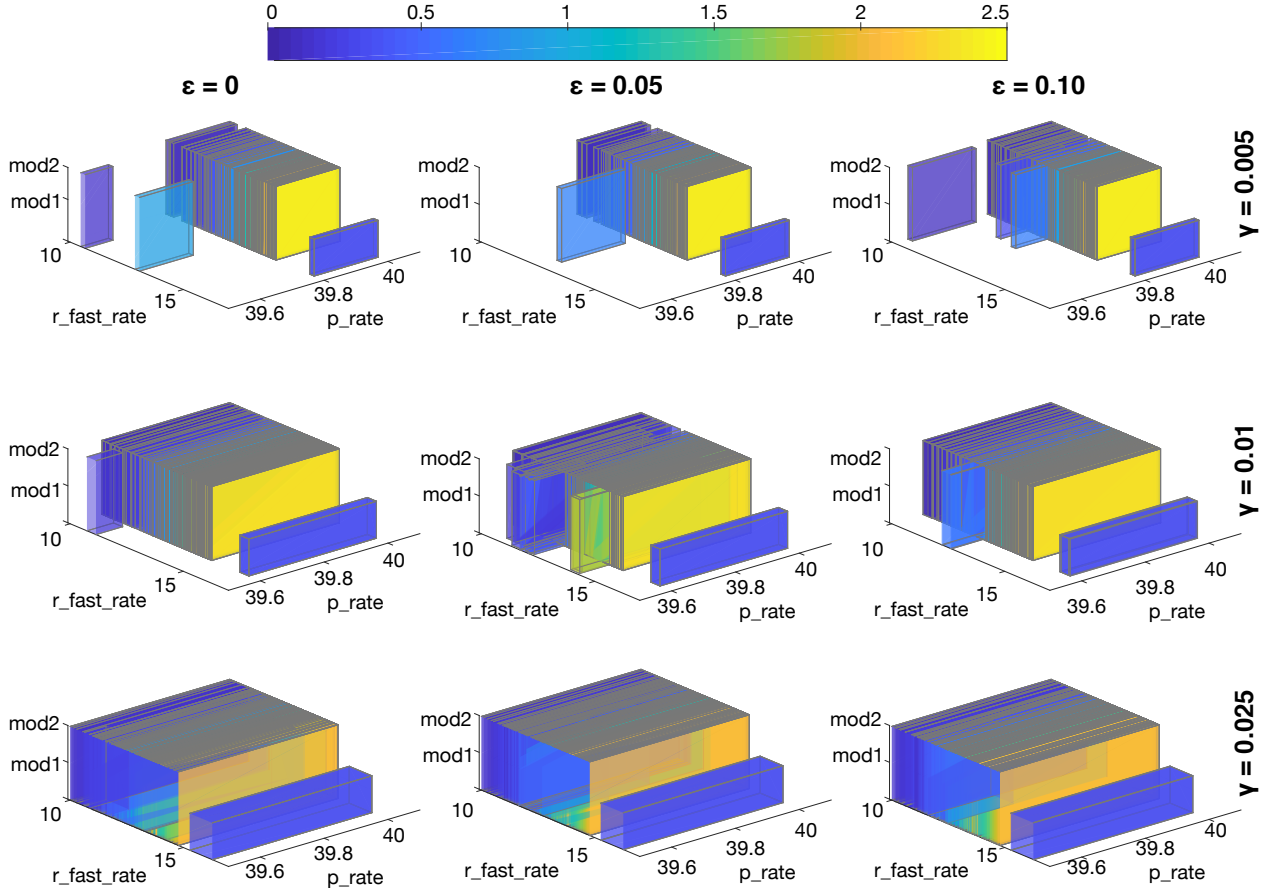 0 0.5 1 1.5 2 2.5
ε = 0 ε = 0.05 ε = 0.10
mod2 mod2 mod2
mod1 mod1 mod1
10 10 10
15 15 15
r_fast_rate r_fast_rate r_fast_rate
39.6 39.8 40 39.6 39.8 40 39.6 39.8 40
p_rate p_rate p_rate
γ = 0.005
mod2 mod2 mod2
mod1 mod1 mod1
10 10 10
15 15 15
r_fast_rate r_fast_rate r_fast_rate
39.6 39.8 40 39.6 39.8 40 39.6 39.8 40
p_rate p_rate p_rate
γ = 0.01
mod2 mod2 mod2
mod1 mod1 mod1
10 10 10
15 15 15
r_fast_rate r_fast_rate r_fast_rate
39.6 39.8 40 39.6 39.8 40 39.6 39.8 40
p_rate p_rate p_rate
γ = 0.025